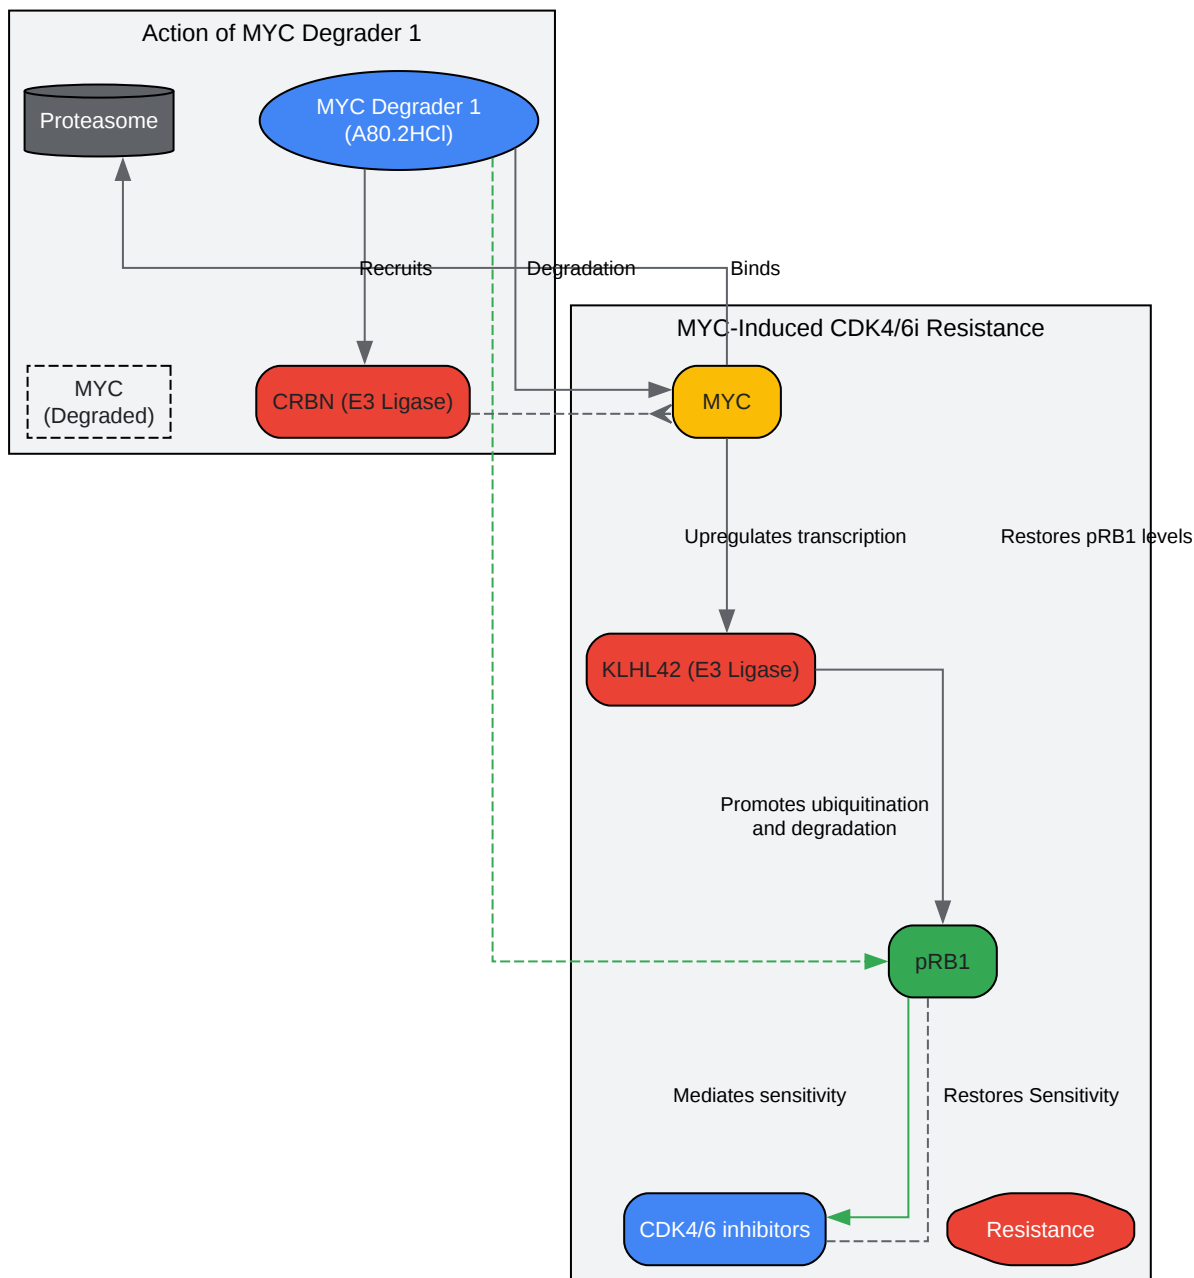 Action of MYC Degrader 1
Proteasome
MYC Degrader 1
(A80.2HCl)
Recruits
Degradation
Binds
MYC-Induced CDK4/6i Resistance
MYC
(Degraded)
CRBN (E3 Ligase)
MYC
Upregulates transcription
Restores pRB1 levels
KLHL42 (E3 Ligase)
Promotes ubiquitination
and degradation
pRB1
Mediates sensitivity
Restores Sensitivity
CDK4/6 inhibitors
Resistance